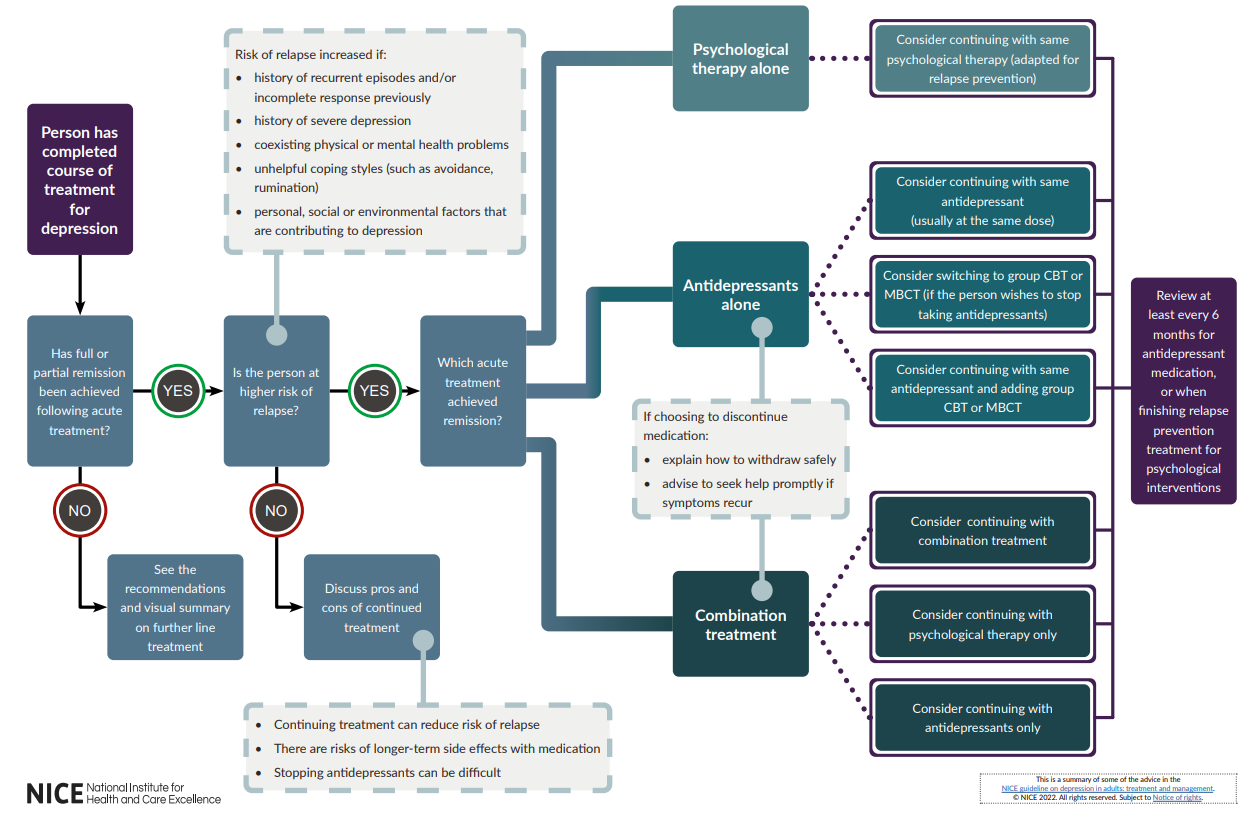 Person has
completed
course of
treatment
for
depression
Has full or
partial remission
been achieved
following acute
treatment?
YES
NO
See the
recommendations
and visual summary
on further line
treatment
Risk of relapse increased if:
• history of recurrent episodes and/or
incomplete response previously
• history of severe depression
• coexisting physical or mental health problems
• unhelpful coping styles (such as avoidance,
rumination)
• personal, social or environmental factors that
are contributing to depression
Is the person at
higher risk of
relapse?
YES
NO
Discuss pros and
cons of continued
treatment
• Continuing treatment can reduce risk of relapse
• There are risks of longer-term side effects with medication
• Stopping antidepressants can be difficult
Which acute
treatment
achieved
remission?
Psychological
therapy alone
Consider continuing with same
psychological therapy (adapted for
relapse prevention)
Antidepressants
alone
Consider continuing with same
antidepressant
(usually at the same dose)
Consider switching to group CBT or
MBCT (if the person wishes to stop
taking antidepressants)
Consider continuing with same
antidepressant and adding group
CBT or MBCT
If choosing to discontinue
medication:
• explain how to withdraw safely
• advise to seek help promptly if
symptoms recur
Combination
treatment
Consider continuing with
combination treatment
Consider continuing with
psychological therapy only
Consider continuing with
antidepressants only
Review at
least every 6
months for
antidepressant
medication,
or when
finishing relapse
prevention
treatment for
psychological
interventions
NICE National Institute for
Health and Care Excellence
This is a summary of some of the advice in the
NICE guideline on depression in adults: treatment and management.
© NICE 2022. All rights reserved. Subject to Notice of rights.